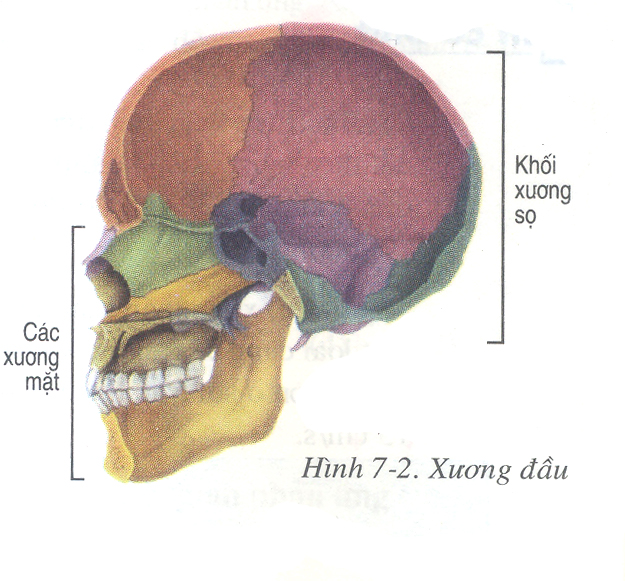 Khối
xương
sọ
Các
xương
mặt
Hình 7-2. Xương đầu